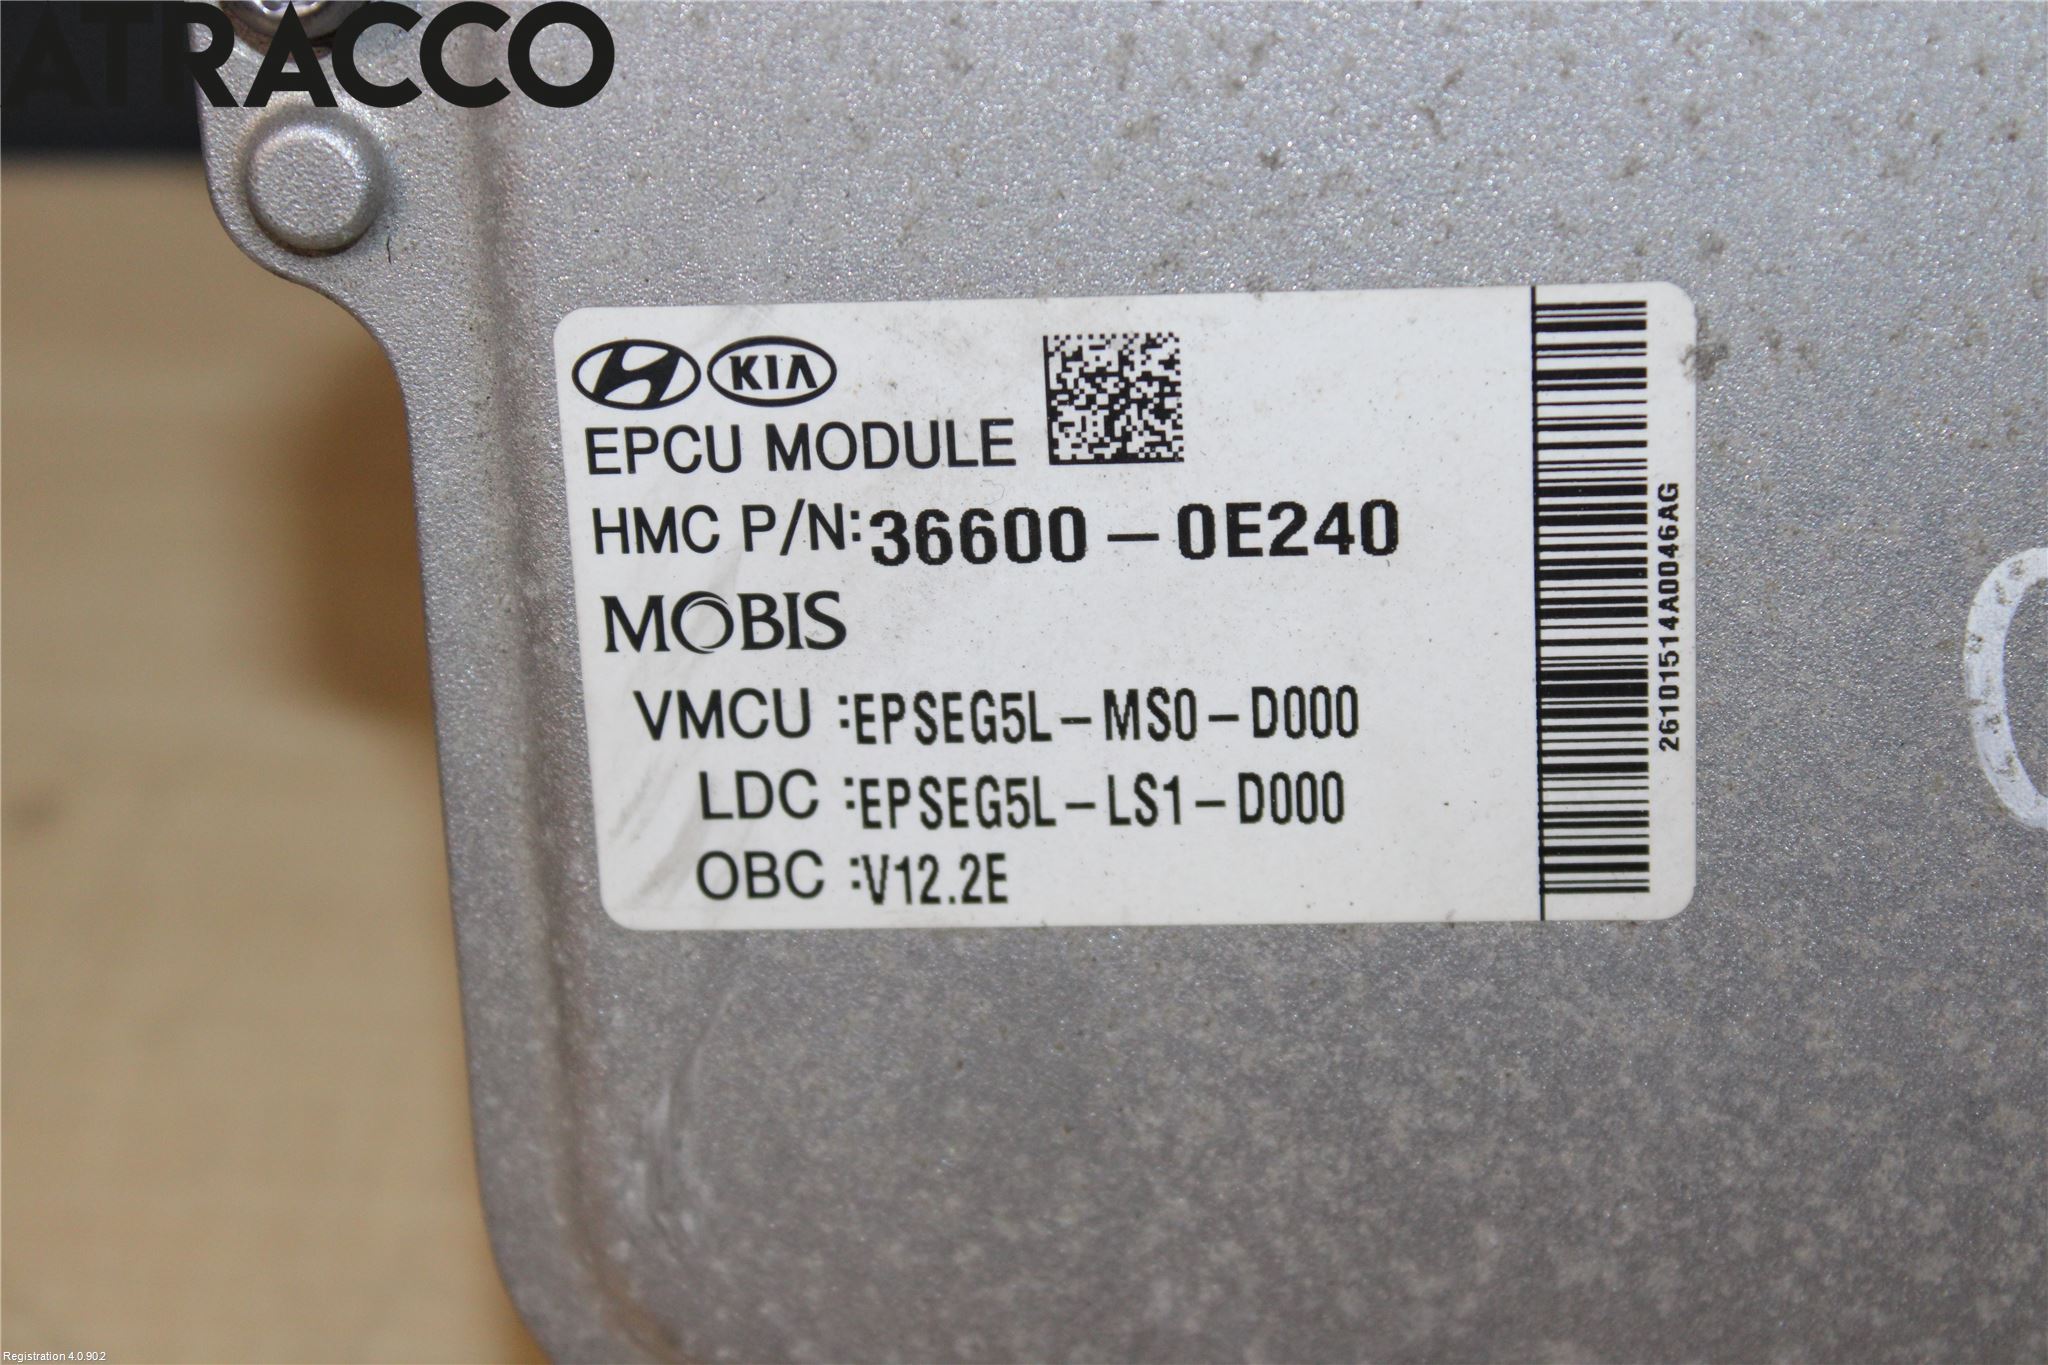 ATRACCO
KIA
EPCU MODULE
HMC P/N:36600-0E240
MOBIS
VMCU :EPSEG5L-MS0-D000
LDC :EPSEG5L-LS1-D000
OBC :V12.2E
26101514A0046AG
Registration 4.0.902